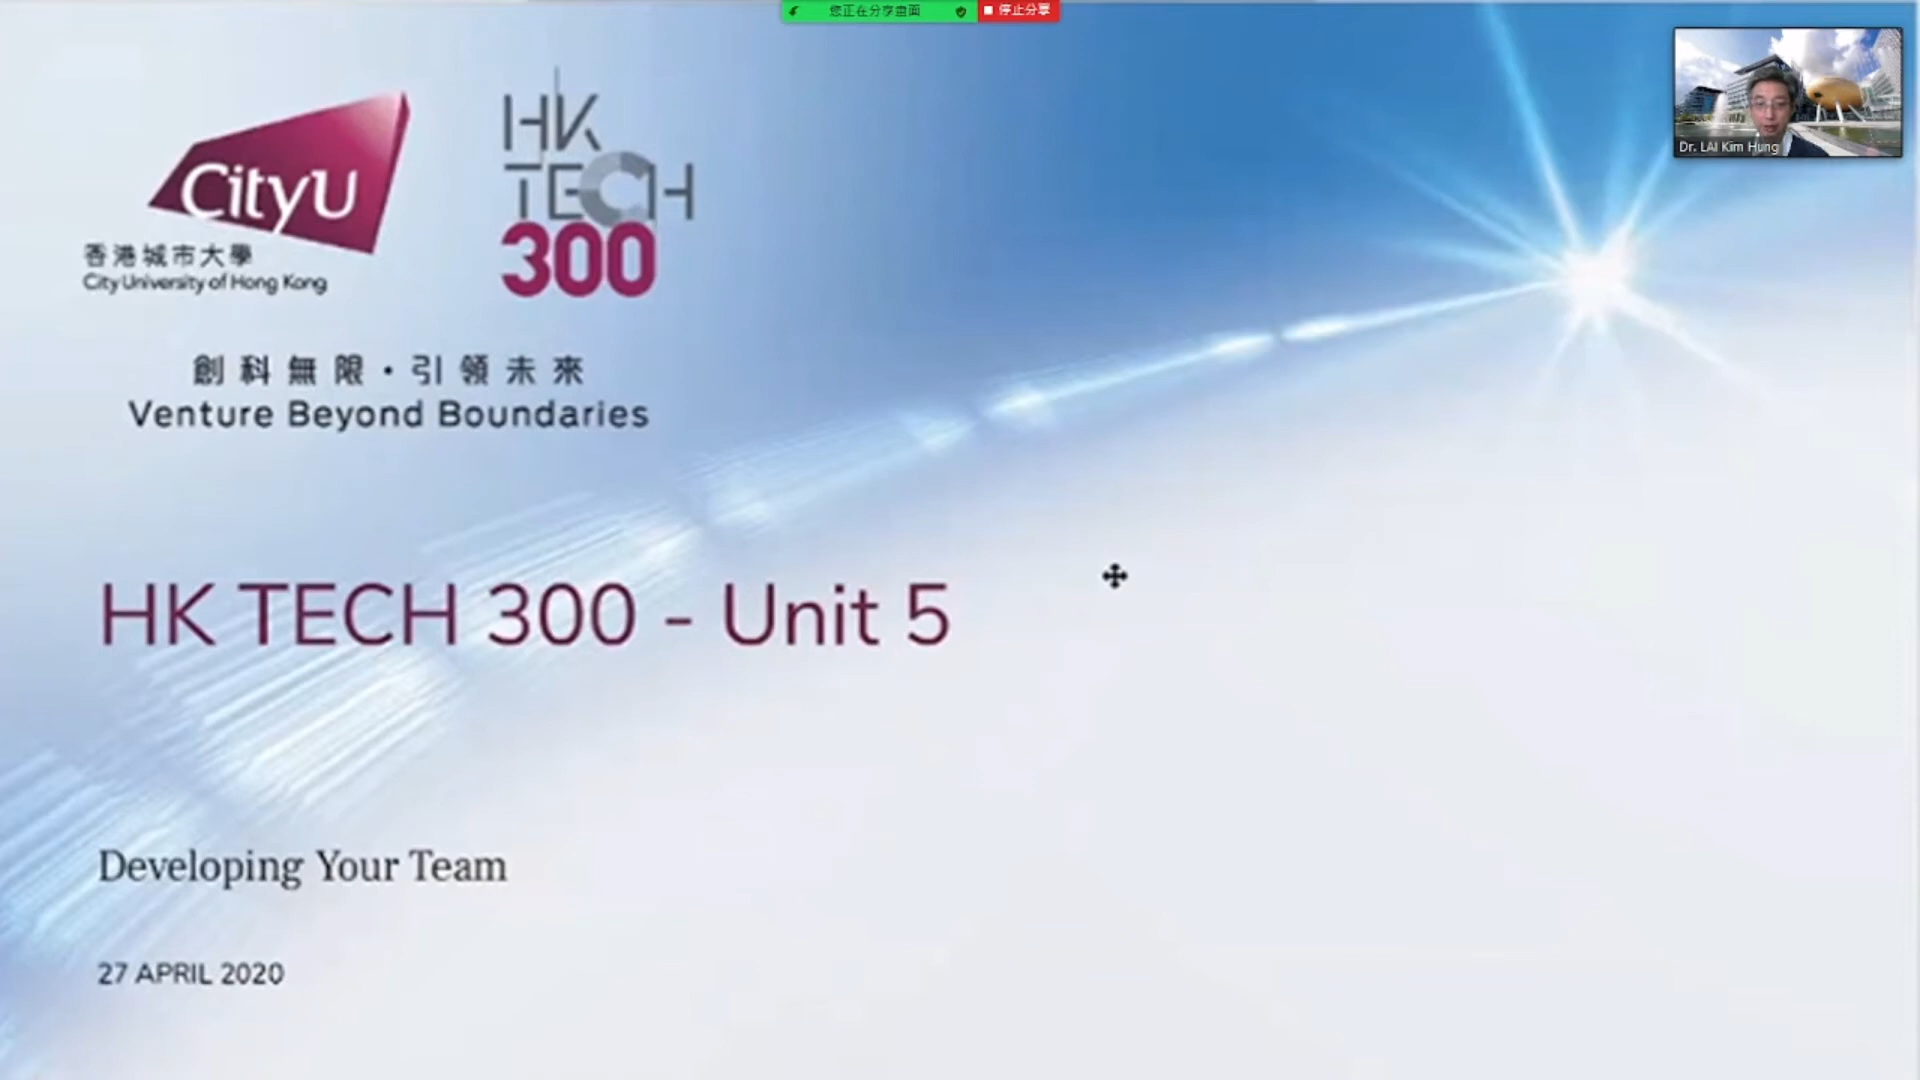 您正在分享畫面
停止分享
Dr. LAI Kim Hung
CityU
香港城市大學
City University of Hong Kong
HK
TECH
300
創科無限・引領未來
Venture Beyond Boundaries
HK TECH 300 - Unit 5
Developing Your Team
27 APRIL 2020